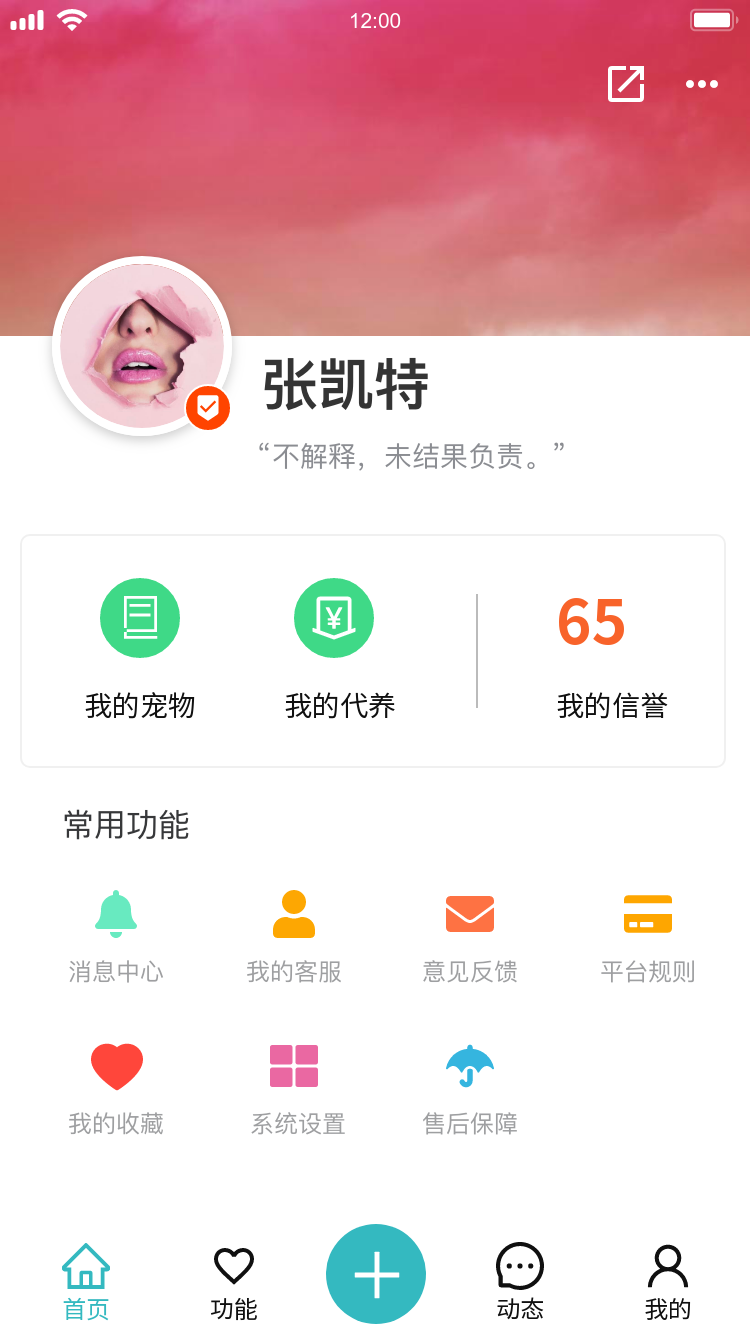 12:00
张凯特
“不解释，未结果负责。”
¥
65
我的宠物 我的代养 我的信誉
常用功能
消息中心 我的客服 意见反馈 平台规则
我的收藏 系统设置 售后保障
首页 功能 动态 我的